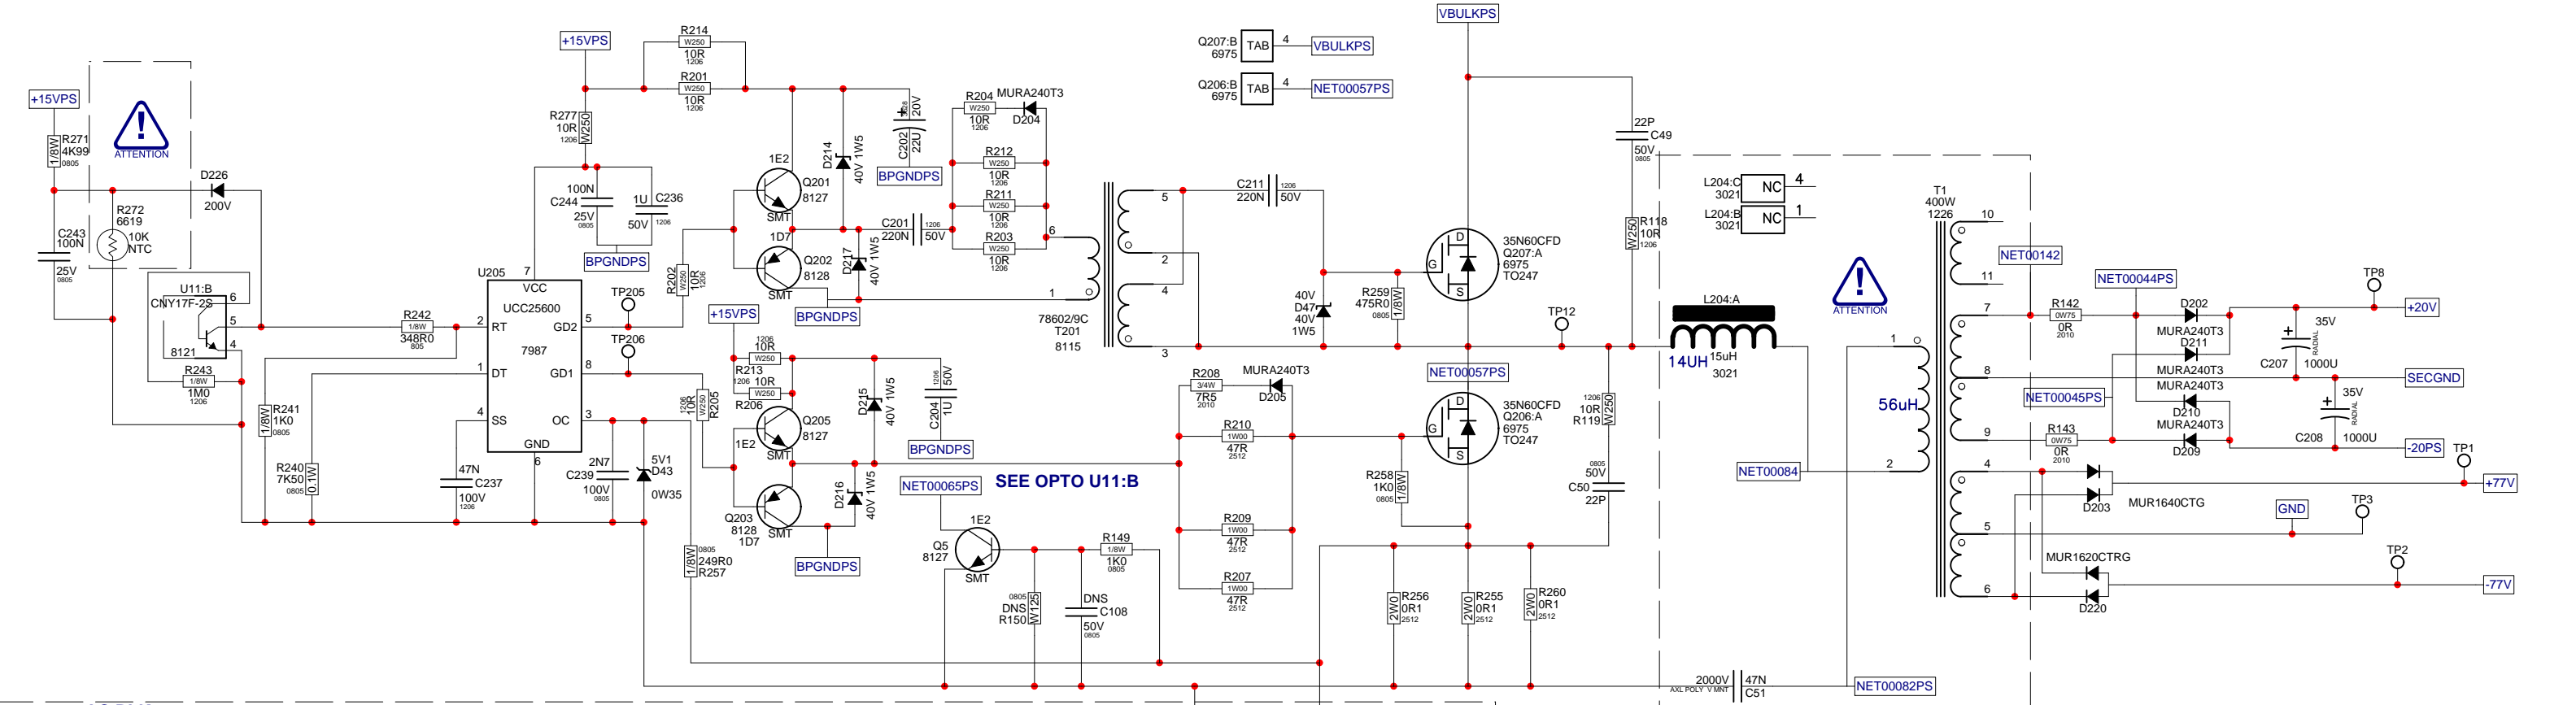 VBULKPS
Q207:B
6975
TAB
4
VBULKPS
Q206:B
6975
TAB
4
NET00057PS
+15VPS
R214
W250
10R
1206
R201
W250
10R
1206
R277
10R
1206
W250
+15VPS
R271
4K99
0805
1/8W
ATTENTION
D226
200V
R272
6619
10K
NTC
C243
100N
25V
0805
U11:B
CNY17F-2S
6
5
4
8121
R243
1/8W
1M0
1206
R241
1K0
0805
1/8W
R240
7K50
0805
0.1W
R242
1/8W
348R0
805
U205
7
VCC
UCC25600
7987
2
RT
1
DT
4
SS
GD2
5
GD1
8
OC
3
GND
6
47N
C237
100V
1206
100N
C244
25V
0805
1U
C236
50V
1206
BPGNDPS
TP205
TP206
R202
W250
10R
1206
1E2
Q201
8127
SMT
1D7
Q202
8128
SMT
D214
40V 1W5
D217
40V 1W5
+
20V
C202
22U
BPGNDPS
C201
220N
1206
50V
R204
W250
10R
1206
MURA240T3
D204
R212
W250
10R
1206
R211
W250
10R
1206
R203
W250
10R
1206
BPGNDPS
6
1
5
2
4
3
78602/9C
T201
8115
+15VPS
1206
10R
W250
R213
1206
10R
W250
R206
1206
10R
W250
R205
Q205
8127
1E2
SMT
Q203
8128
1D7
SMT
D215
40V 1W5
D216
40V 1W5
1206
50V
C204
1U
BPGNDPS
BPGNDPS
2N7
C239
100V
0805
5V1
D43
0W35
0805
249R0
R257
1/8W
NET00065PS
SEE OPTO U11:B
1E2
Q5
8127
SMT
R149
1/8W
1K0
0805
0805
DNS
R150
W125
DNS
C108
50V
0805
R208
3/4W
7R5
2010
MURA240T3
D205
R210
1W00
47R
2512
R209
1W00
47R
2512
R207
1W00
47R
2512
C211
220N
1206
50V
40V
D47
40V
1W5
R259
475R0
0805
1/8W
D
G
S
35N60CFD
Q207:A
6975
TO247
22P
C49
50V
0805
R118
10R
1206
W250
TP12
NET00057PS
D
G
S
35N60CFD
Q206:A
6975
TO247
R258
1K0
0805
1/8W
1206
10R
R119
W250
0805
50V
C50
22P
R256
0R1
2512
2W0
R255
0R1
2512
2W0
R260
0R1
2512
2W0
L204:C
3021
NC
4
L204:B
3021
NC
1
L204:A
14UH
15uH
3021
ATTENTION
NET00084
2000V
AXL POLY V MNT
47N
C51
NET00082PS
T1
400W
1226
1
2
56uH
10
11
7
8
9
4
5
6
NET00142
R142
0W75
0R
2010
NET00044PS
D202
MURA240T3
D211
MURA240T3
MURA240T3
D210
MURA240T3
D209
NET00045PS
R143
0W75
0R
2010
+
35V
RADIAL
C207
1000U
+
35V
RADIAL
C208
1000U
TP8
+20V
SECGND
-20PS
TP1
+77V
D203
MUR1640CTG
GND
TP3
MUR1620CTRG
D220
TP2
-77V